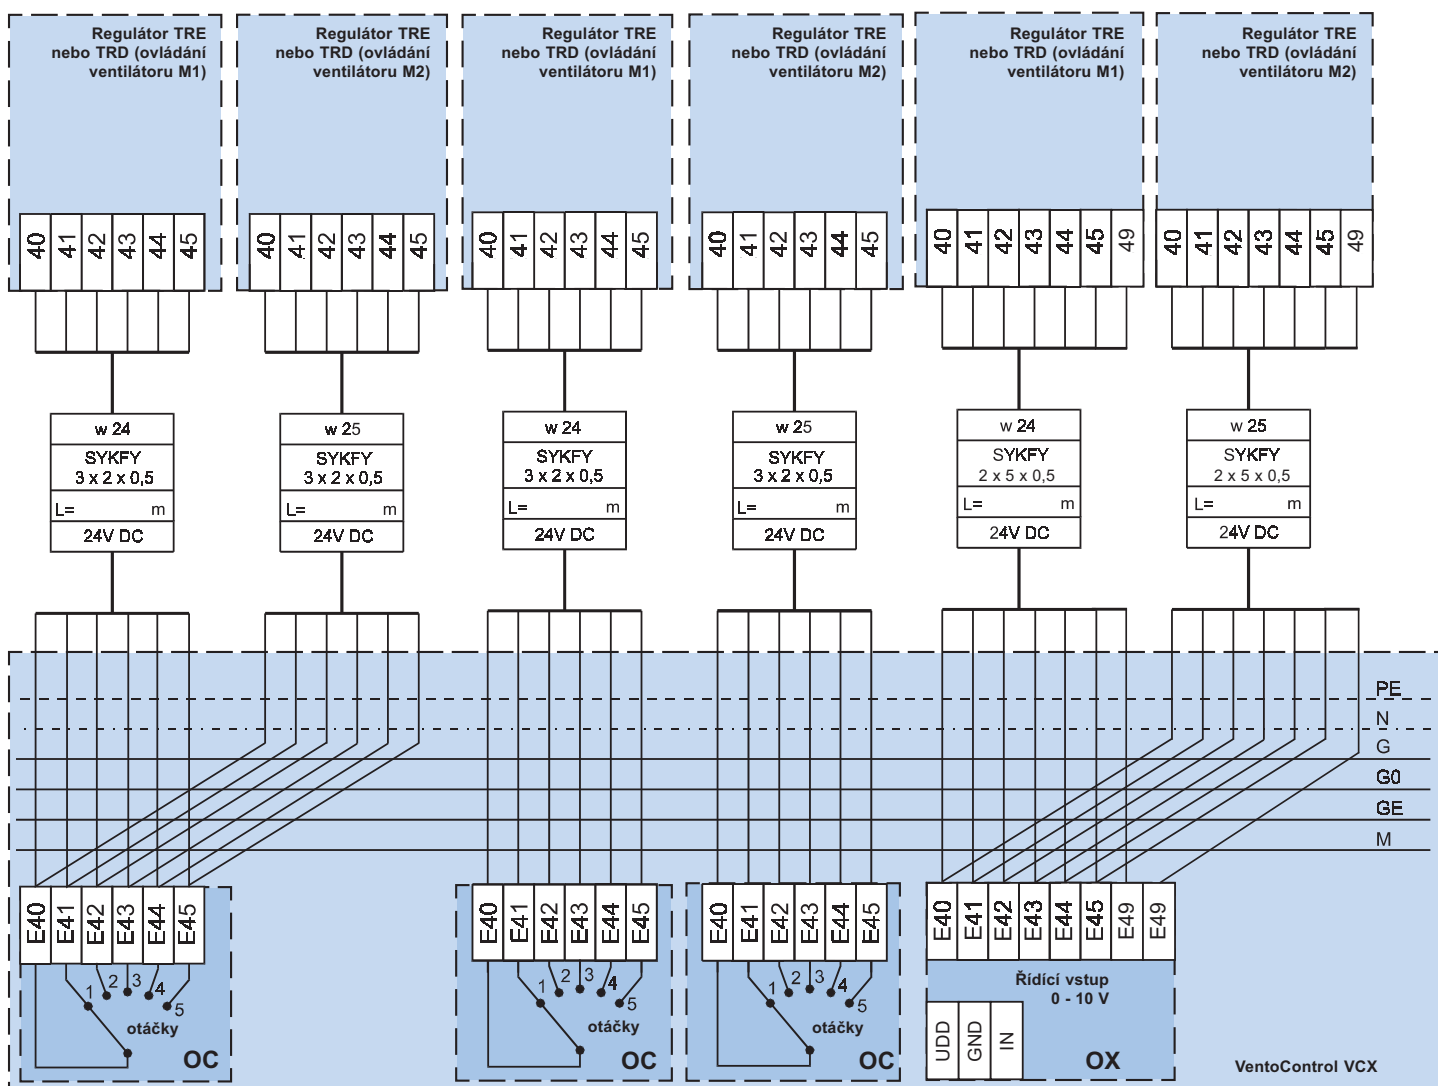 Regulátor TRE
nebo TRD (ovládání
ventilátoru M1)
Regulátor TRE
nebo TRD (ovládání
ventilátoru M2)
Regulátor TRE
nebo TRD (ovládání
ventilátoru M1)
Regulátor TRE
nebo TRD (ovládání
ventilátoru M2)
Regulátor TRE
nebo TRD (ovládání
ventilátoru M1)
Regulátor TRE
nebo TRD (ovládání
ventilátoru M2)
40 41 42 43 44 45
40 41 42 43 44 45
40 41 42 43 44 45
40 41 42 43 44 45
40 41 42 43 44 45 49
40 41 42 43 44 45 49
w 24
SYKFY
3 x 2 x 0,5
L= m
24V DC
w 25
SYKFY
3 x 2 x 0,5
L= m
24V DC
w 24
SYKFY
3 x 2 x 0,5
L= m
24V DC
w 25
SYKFY
3 x 2 x 0,5
L= m
24V DC
w 24
SYKFY
2 x 5 x 0,5
L= m
24V DC
w 25
SYKFY
2 x 5 x 0,5
L= m
24V DC
PE
N
G
G0
GE
M
E40 E41 E42 E43 E44 E45
1 2 3 4 5
otáčky
OC
E40 E41 E42 E43 E44 E45
1 2 3 4 5
otáčky
OC
E40 E41 E42 E43 E44 E45
1 2 3 4 5
otáčky
OC
E40 E41 E42 E43 E44 E45 E49 E49
Řídící vstup
0 - 10 V
UDD GND IN
OX
VentoControl VCX